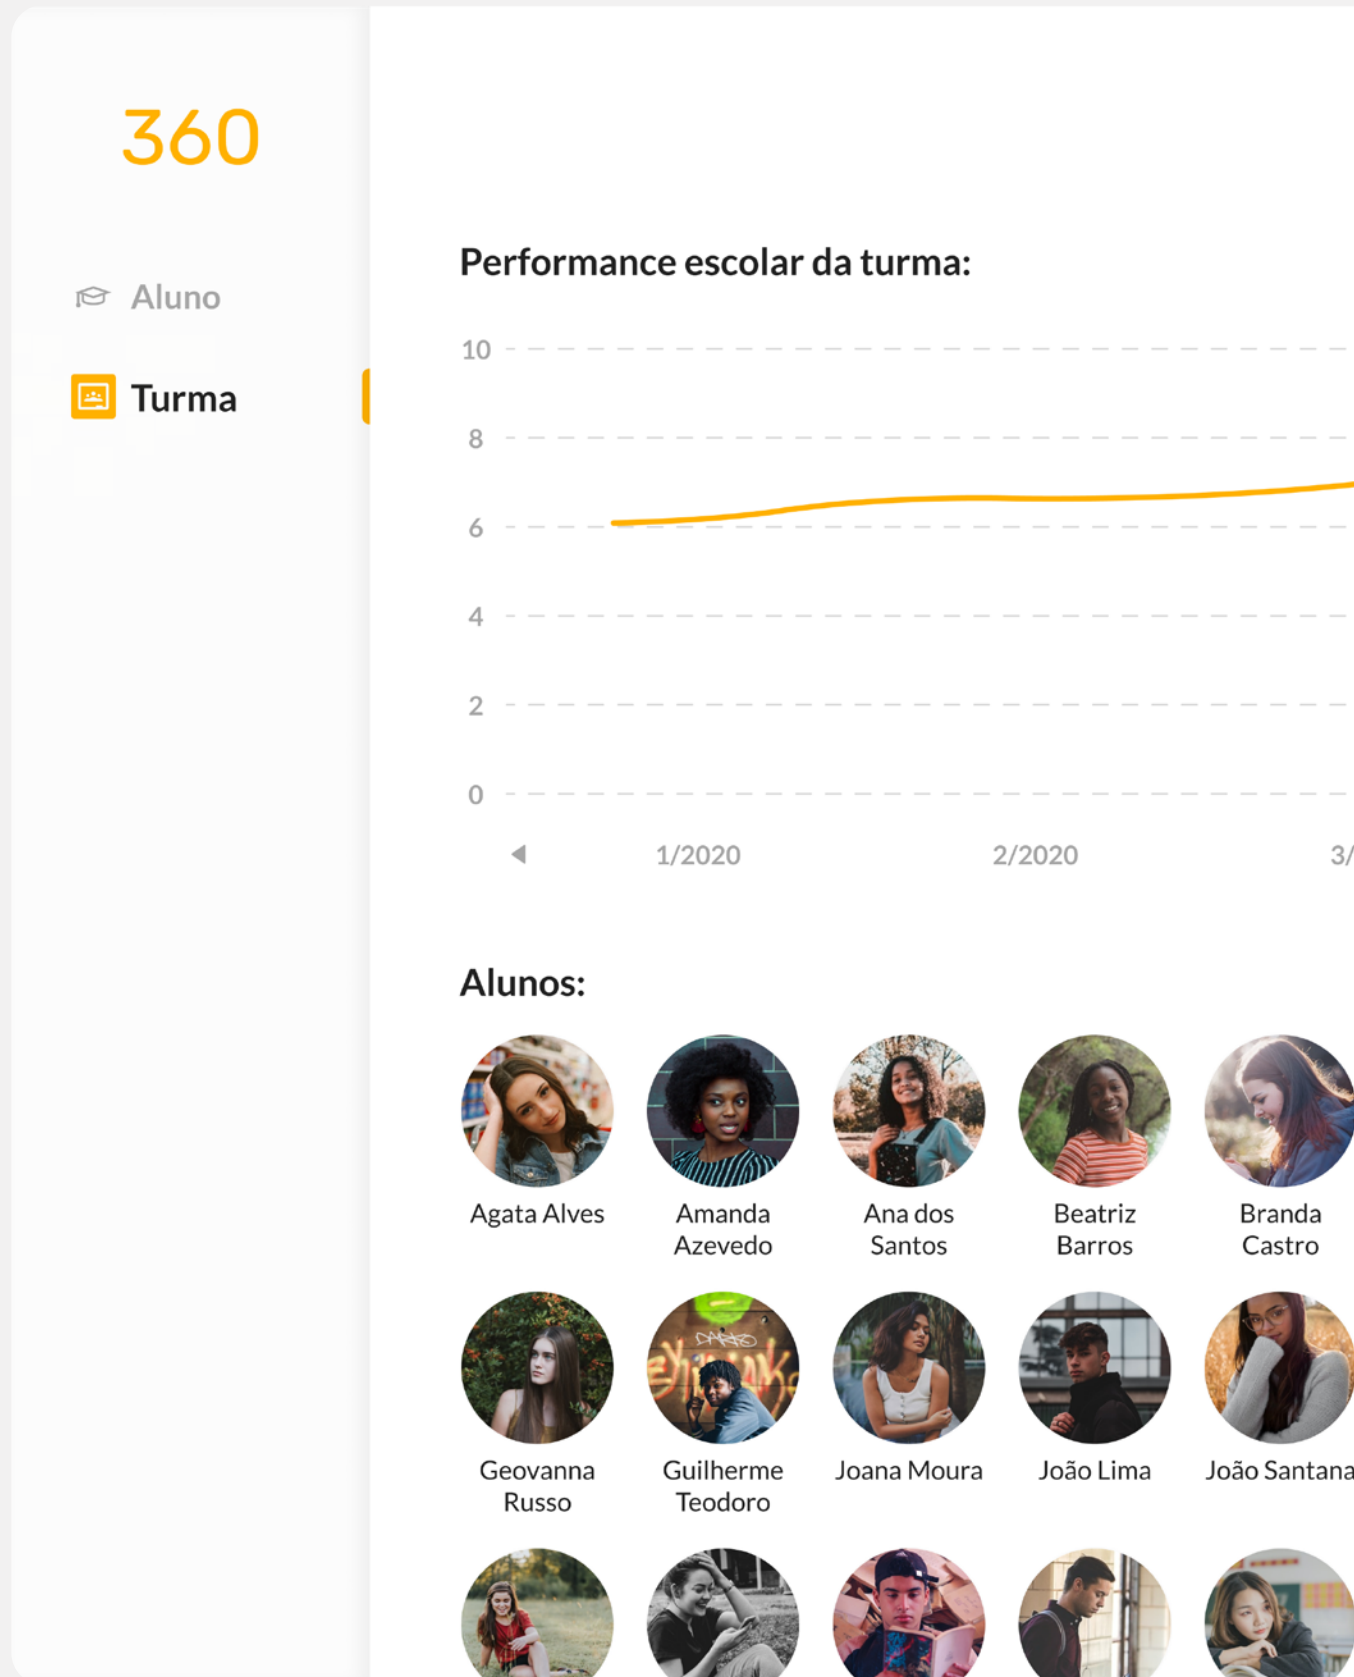 360
Aluno
Turma
Performance escolar da turma:
10
8
6
4
2
0
1/2020
2/2020
3/
Alunos:
Agata Alves
Amanda
Azevedo
Ana dos
Santos
Beatriz
Barros
Branda
Castro
DARIO
Geovanna
Russo
Guilherme
Teodoro
Joana Moura
João Lima
João Santana